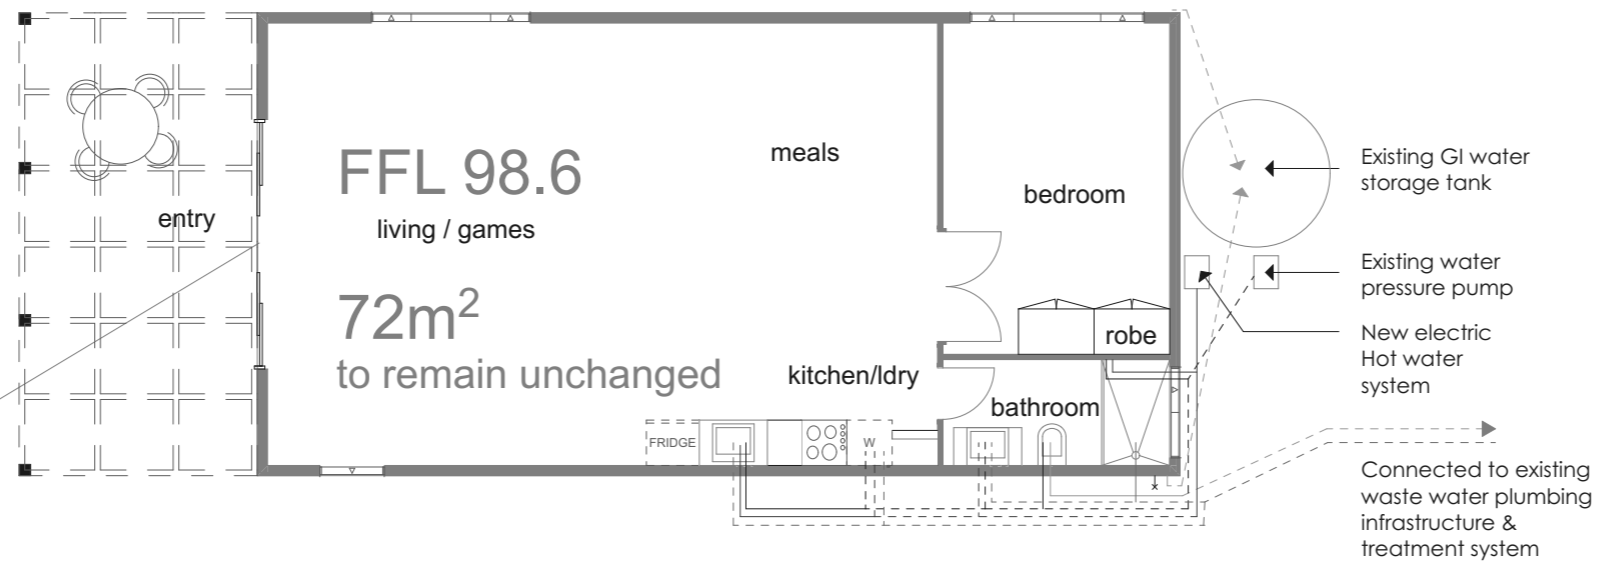 FFL 98.6
living / games
72m²
to remain unchanged
entry
meals
bedroom
robe
kitchen/ldry
bathroom
FRIDGE
W
Existing GI water
storage tank
Existing water
pressure pump
New electric
Hot water
system
Connected to existing
waste water plumbing
infrastructure &
treatment system